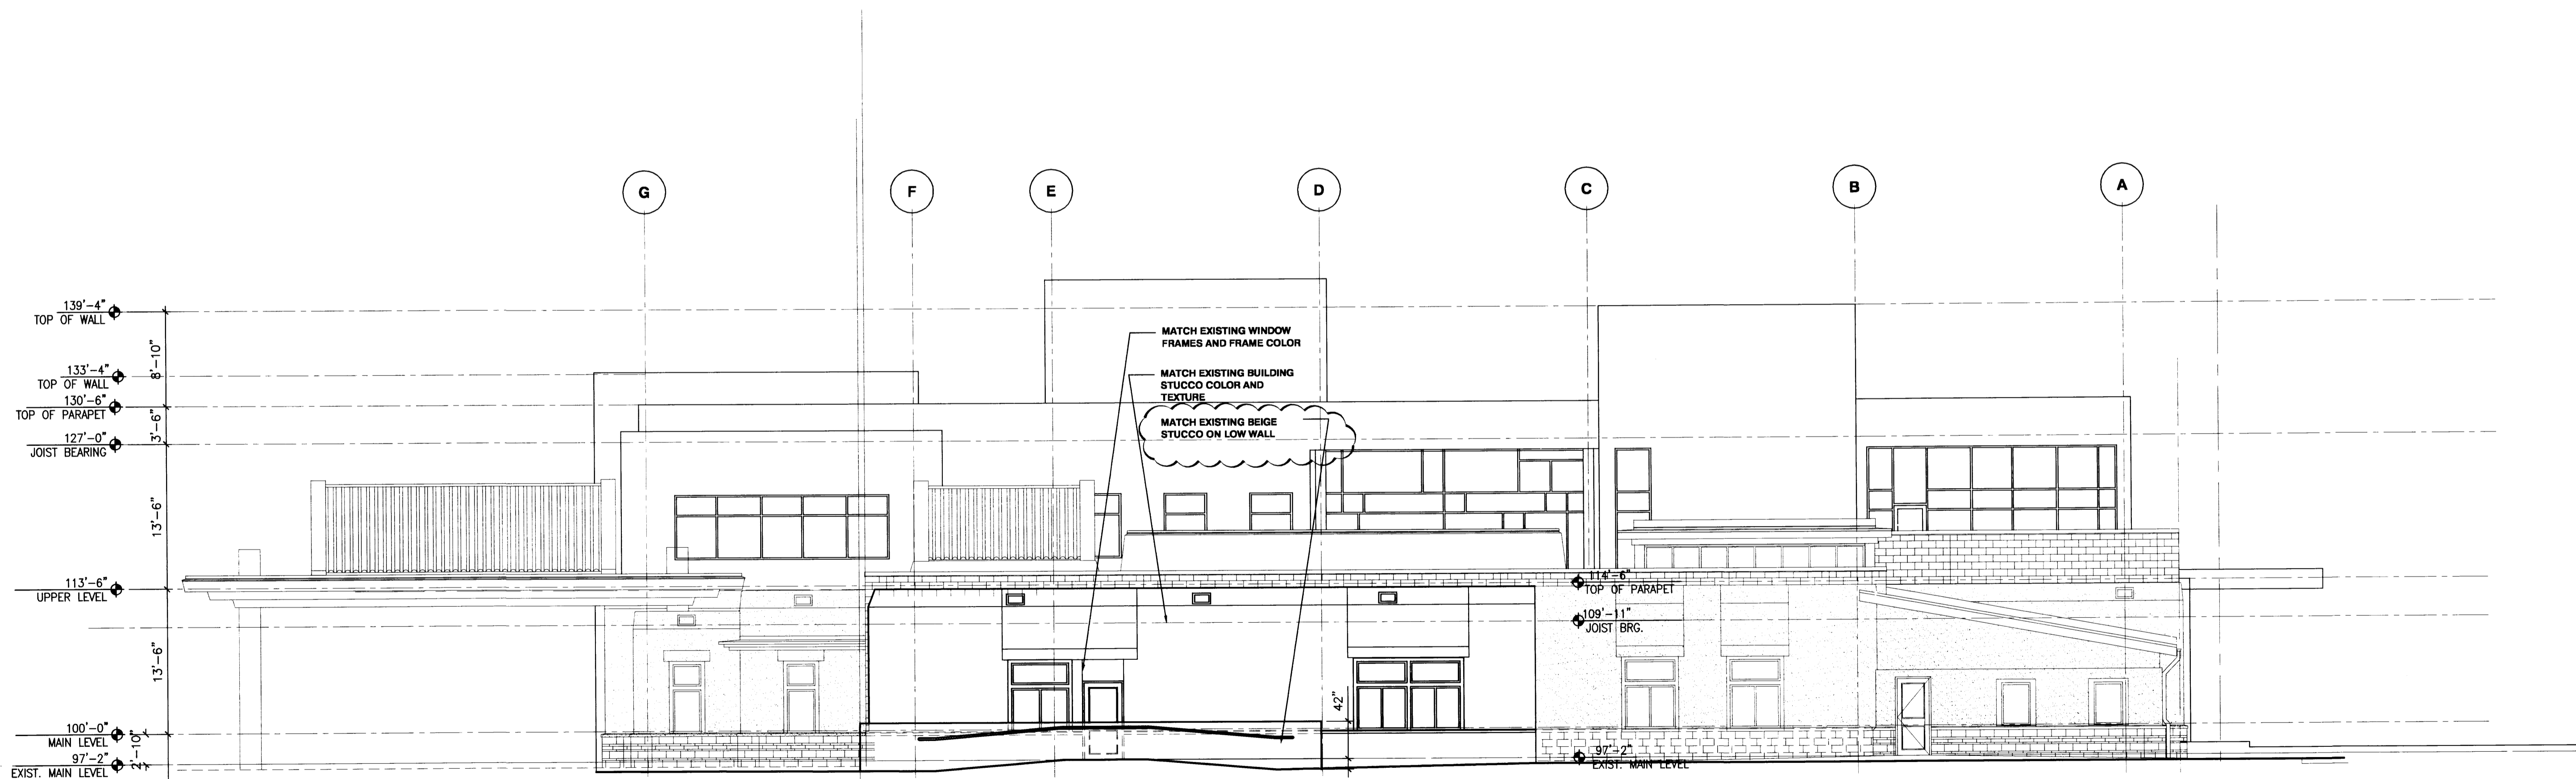 G
F
E
D
C
B
A
139'-4"
TOP OF WALL
8'-10"
133'-4"
TOP OF WALL
130'-6"
TOP OF PARAPET
3'-6"
127'-0"
JOIST BEARING
13'-6"
113'-6"
UPPER LEVEL
13'-6"
100'-0"
MAIN LEVEL
2'-10"
97'-2"
EXIST. MAIN LEVEL
MATCH EXISTING WINDOW
FRAMES AND FRAME COLOR
MATCH EXISTING BUILDING
STUCCO COLOR AND
TEXTURE
MATCH EXISTING BEIGE
STUCCO ON LOW WALL
42"
114'-6"
TOP OF PARAPET
109'-11"
JOIST BRG.
97'-2"
EXIST. MAIN LEVEL